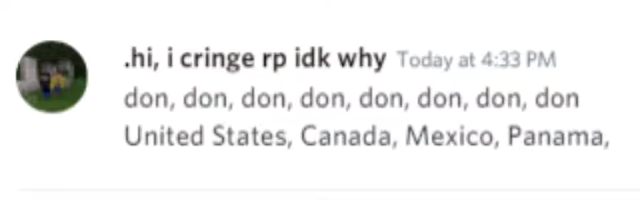 .hi, i cringe rp idk why Today at 4:33 PM
don, don, don, don, don, don, don, don
United States, Canada, Mexico, Panama,